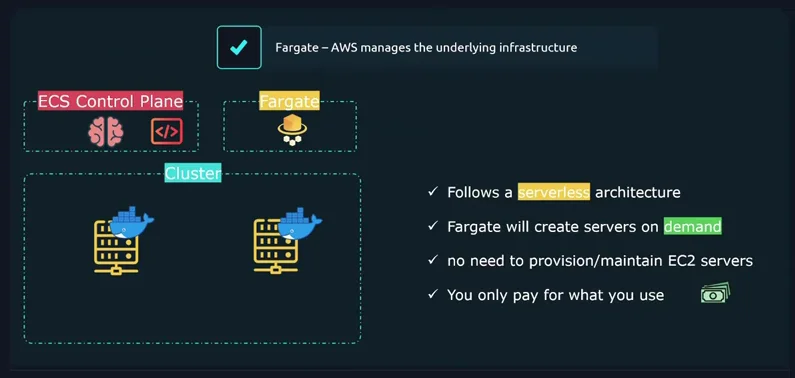 Fargate – AWS manages the underlying infrastructure
ECS Control Plane
Fargate
</>
Cluster
✓ Follows a serverless architecture
✓ Fargate will create servers on demand
✓ no need to provision/maintain EC2 servers
✓ You only pay for what you use